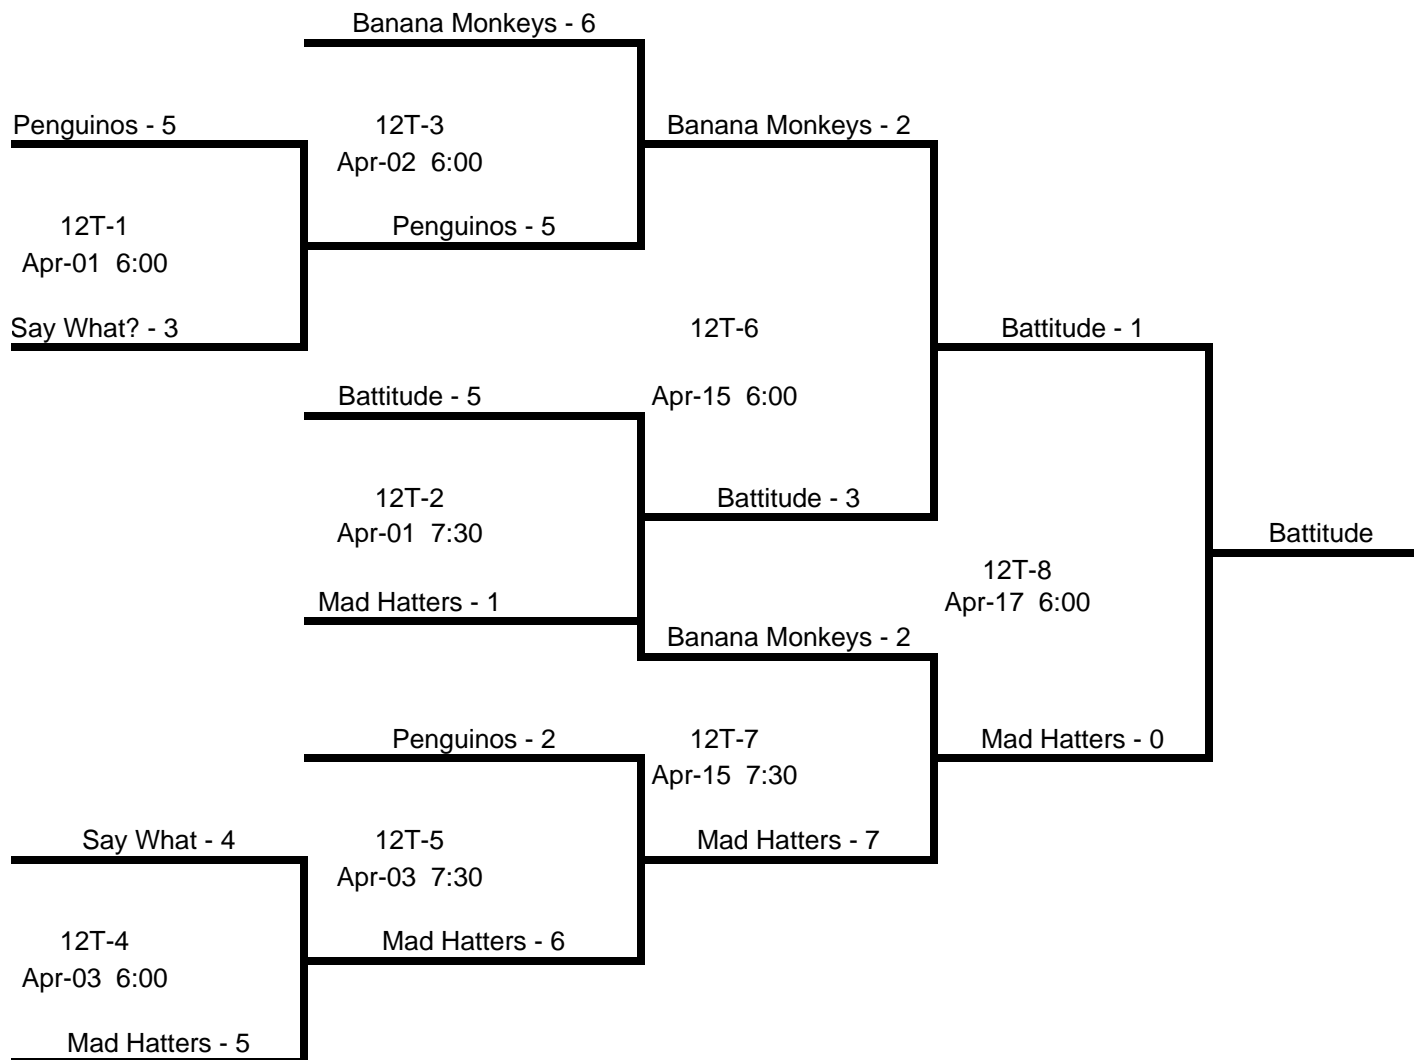 Banana Monkeys - 6
Penguinos - 5
12T-3
Banana Monkeys - 2
Apr-02  6:00
12T-1
Penguinos - 5
Apr-01  6:00
Say What? - 3
12T-6
Battitude - 1
Battitude - 5
Apr-15  6:00
12T-2
Battitude - 3
Apr-01  7:30
Battitude
12T-8
Mad Hatters - 1
Apr-17  6:00
Banana Monkeys - 2
Penguinos - 2
12T-7
Mad Hatters - 0
Apr-15  7:30
Say What - 4
12T-5
Mad Hatters - 7
Apr-03  7:30
12T-4
Mad Hatters - 6
Apr-03  6:00
Mad Hatters - 5